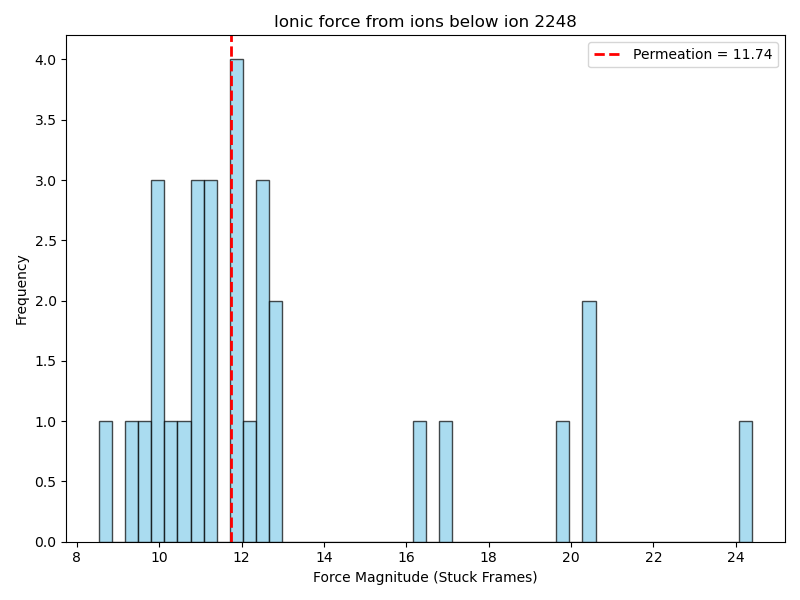 Ionic force from ions below ion 2248
Permeation = 11.74
4.0
3.5
3.0
2.5
2.0
1.5
1.0
0.5
0.0
Frequency
8 10 12 14 16 18 20 22 24
Force Magnitude (Stuck Frames)